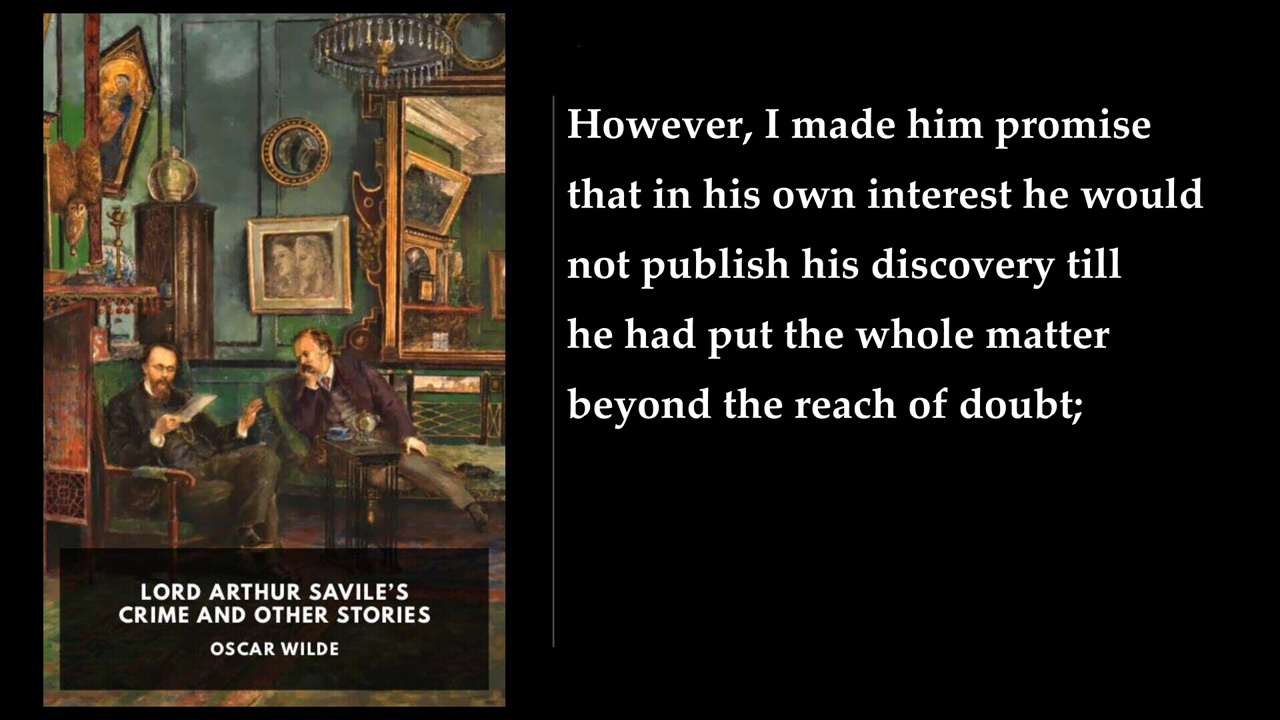 However, I made him promise
that in his own interest he would
not publish his discovery till
he had put the whole matter
beyond the reach of doubt;
LORD ARTHUR SAVILE’S
CRIME AND OTHER STORIES
OSCAR WILDE